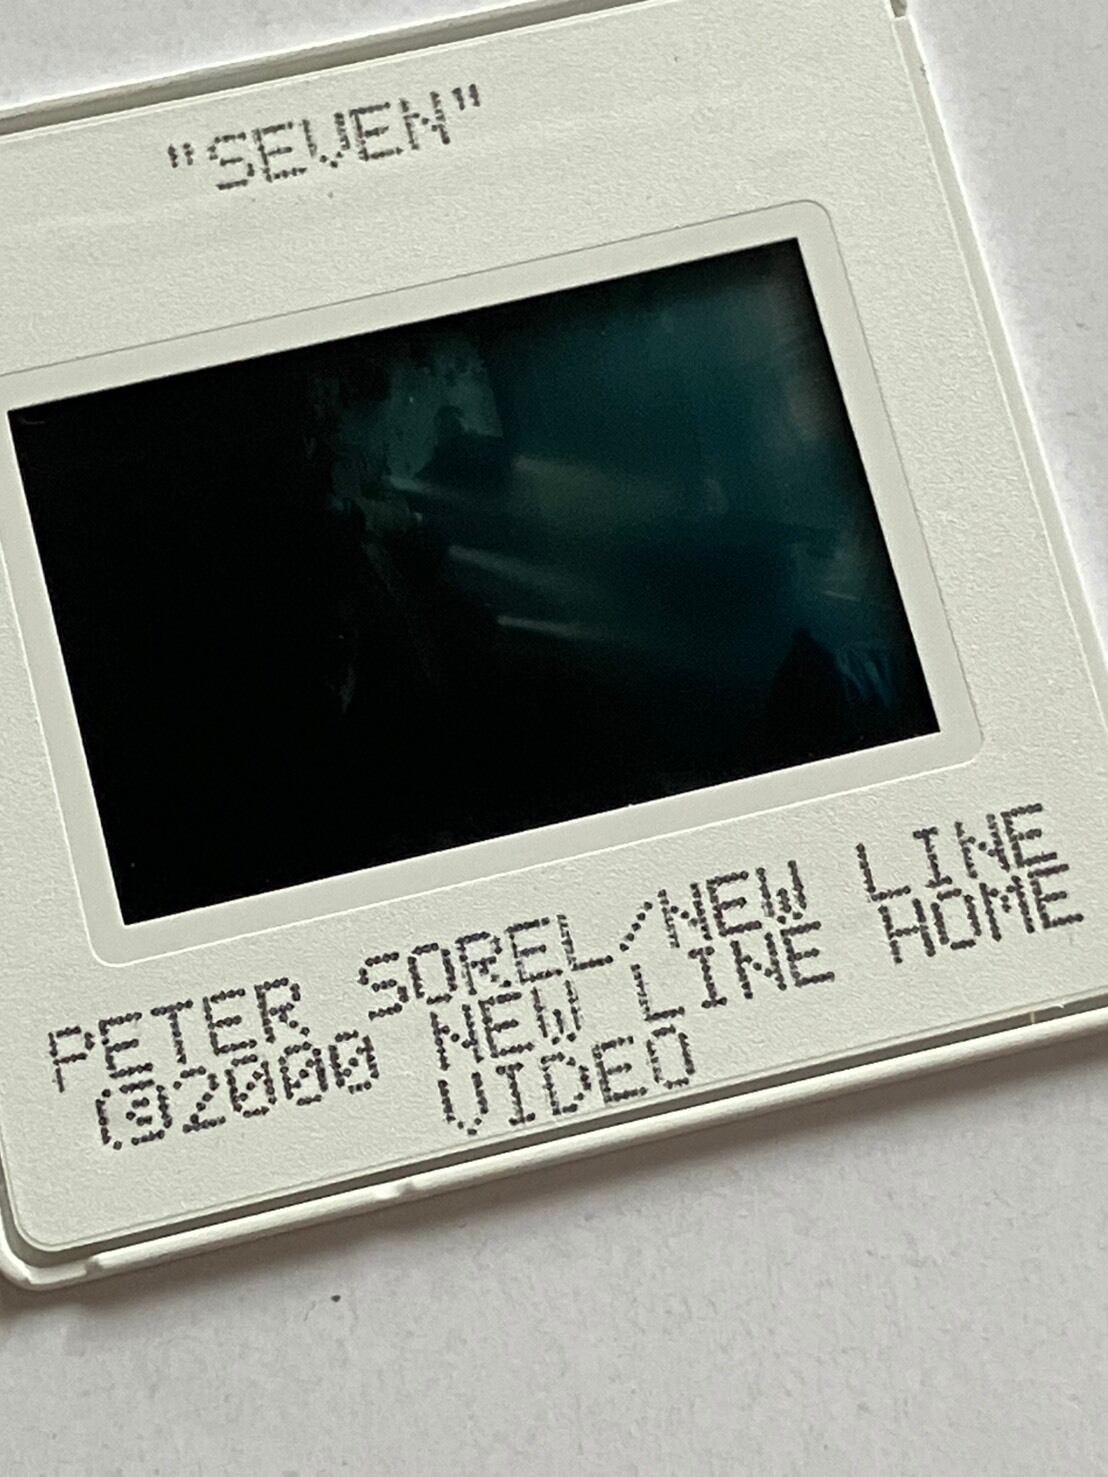 "SEVEN"
PETER SOREL/NEW LINE
@2000 NEW LINE HOME
VIDEO